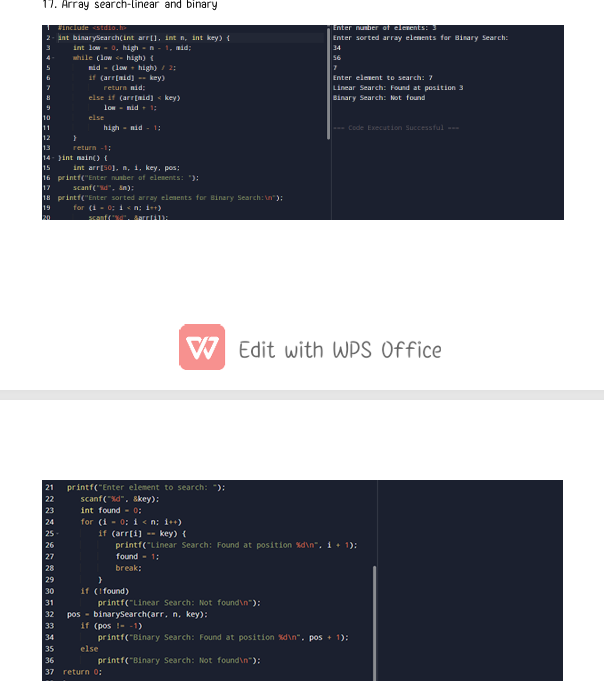 17. Array search-linear and binary
1 #include <stdio.h>
2 int binarySearch(int arr[], int n, int key) {
3 int low = 0, high = n - 1, mid;
4 while (low <= high) {
5 mid = (low + high) / 2;
6 if (arr[mid] == key)
7 return mid;
8 else if (arr[mid] < key)
9 low = mid + 1;
10 else
11 high = mid - 1;
12 }
13 return -1;
14 }int main() {
15 int arr[50], n, i, key, pos;
16 printf("Enter number of elements: ");
17 scanf("%d", &n);
18 printf("Enter sorted array elements for Binary Search:\n");
19 for (i = 0; i < n; i++)
20 scanf("%d", &arr[i]);
Enter number of elements: 3
Enter sorted array elements for Binary Search:
34
56
7
Enter element to search: 7
Linear Search: Found at position 3
Binary Search: Not found
=== Code Execution Successful ===
Edit with WPS Office
21 printf("Enter element to search: ");
22 scanf("%d", &key);
23 int found = 0;
24 for (i = 0; i < n; i++)
25 if (arr[i] == key) {
26 printf("Linear Search: Found at position %d\n", i + 1);
27 found = 1;
28 break;
29 }
30 if (!found)
31 printf("Linear Search: Not found\n");
32 pos = binarySearch(arr, n, key);
33 if (pos != -1)
34 printf("Binary Search: Found at position %d\n", pos + 1);
35 else
36 printf("Binary Search: Not found\n");
37 return 0;